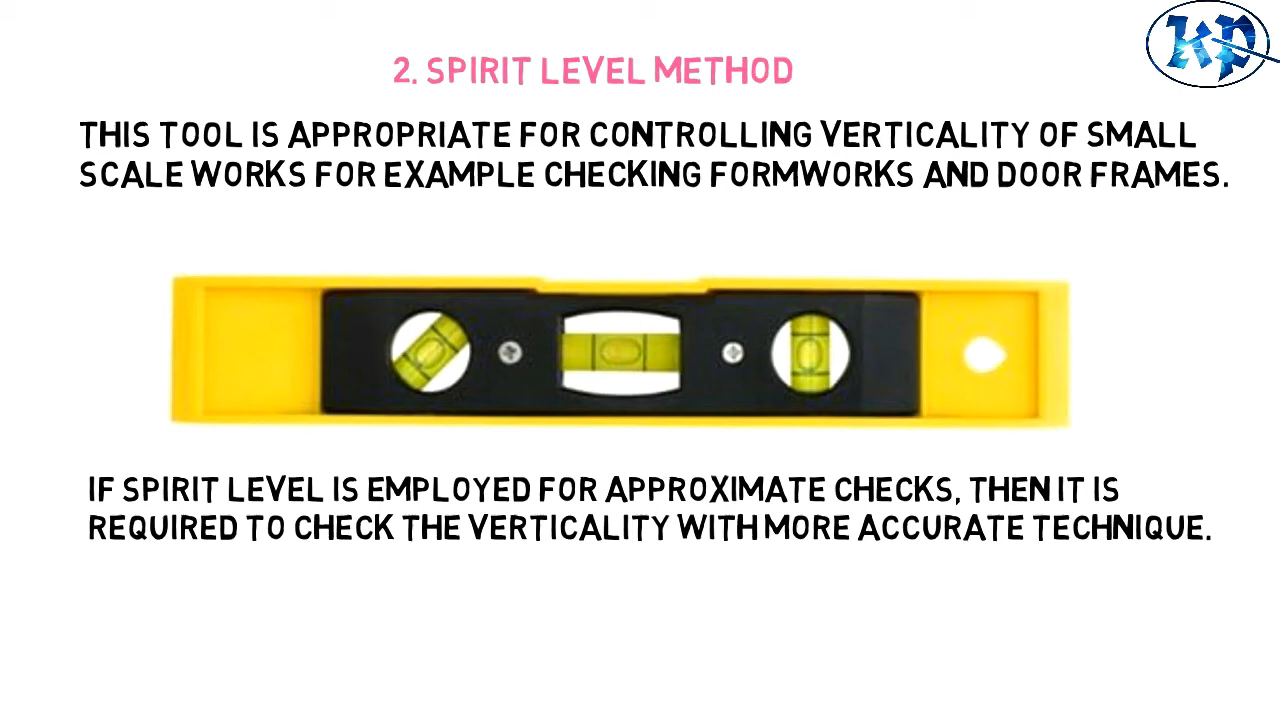 KP
2. SPIRIT LEVEL METHOD
THIS TOOL IS APPROPRIATE FOR CONTROLLING VERTICALITY OF SMALL
SCALE WORKS FOR EXAMPLE CHECKING FORMWORKS AND DOOR FRAMES.
IF SPIRIT LEVEL IS EMPLOYED FOR APPROXIMATE CHECKS, THEN IT IS
REQUIRED TO CHECK THE VERTICALITY WITH MORE ACCURATE TECHNIQUE.